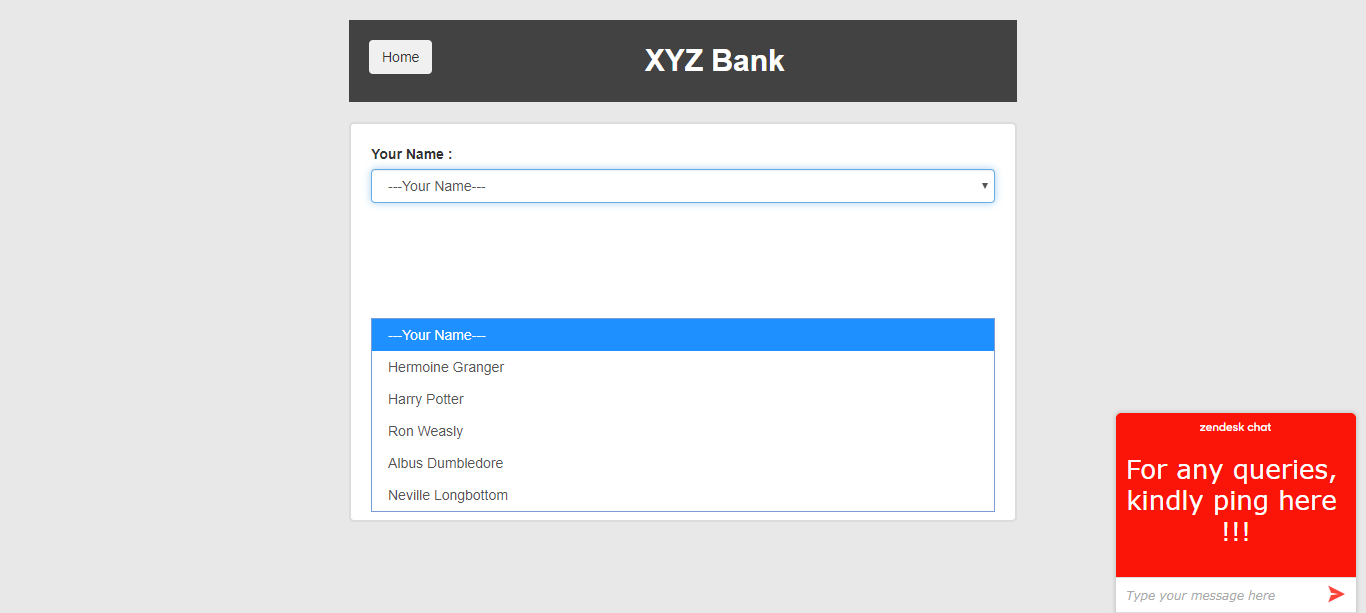 Home
XYZ Bank
Your Name :
---Your Name---
---Your Name---
Hermoine Granger
Harry Potter
Ron Weasly
Albus Dumbledore
Neville Longbottom
zendesk chat
For any queries,
kindly ping here
!!!
Type your message here